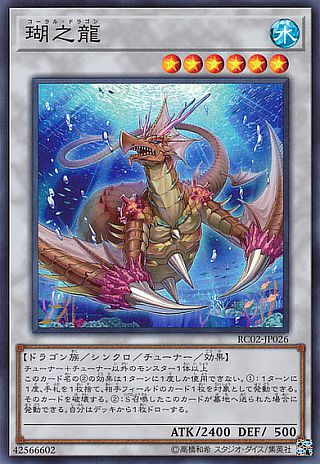 コーラル・ドラゴン
瑚之龍
水
RC02-JP026
【ドラゴン族／シンクロ／チューナー／効果】
チューナー＋チューナー以外のモンスター1体以上
このカード名の②の効果は1ターンに1度しか使用できない。①：1ターンに
1度、手札を1枚捨て、相手フィールドのカード1枚を対象として発動できる。
そのカードを破壊する。②：S召喚したこのカードが墓地へ送られた場合に
発動できる。自分はデッキから1枚ドローする。
ATK/2400 DEF/ 500
42566602
©高橋和希 スタジオ・ダイス/集英社